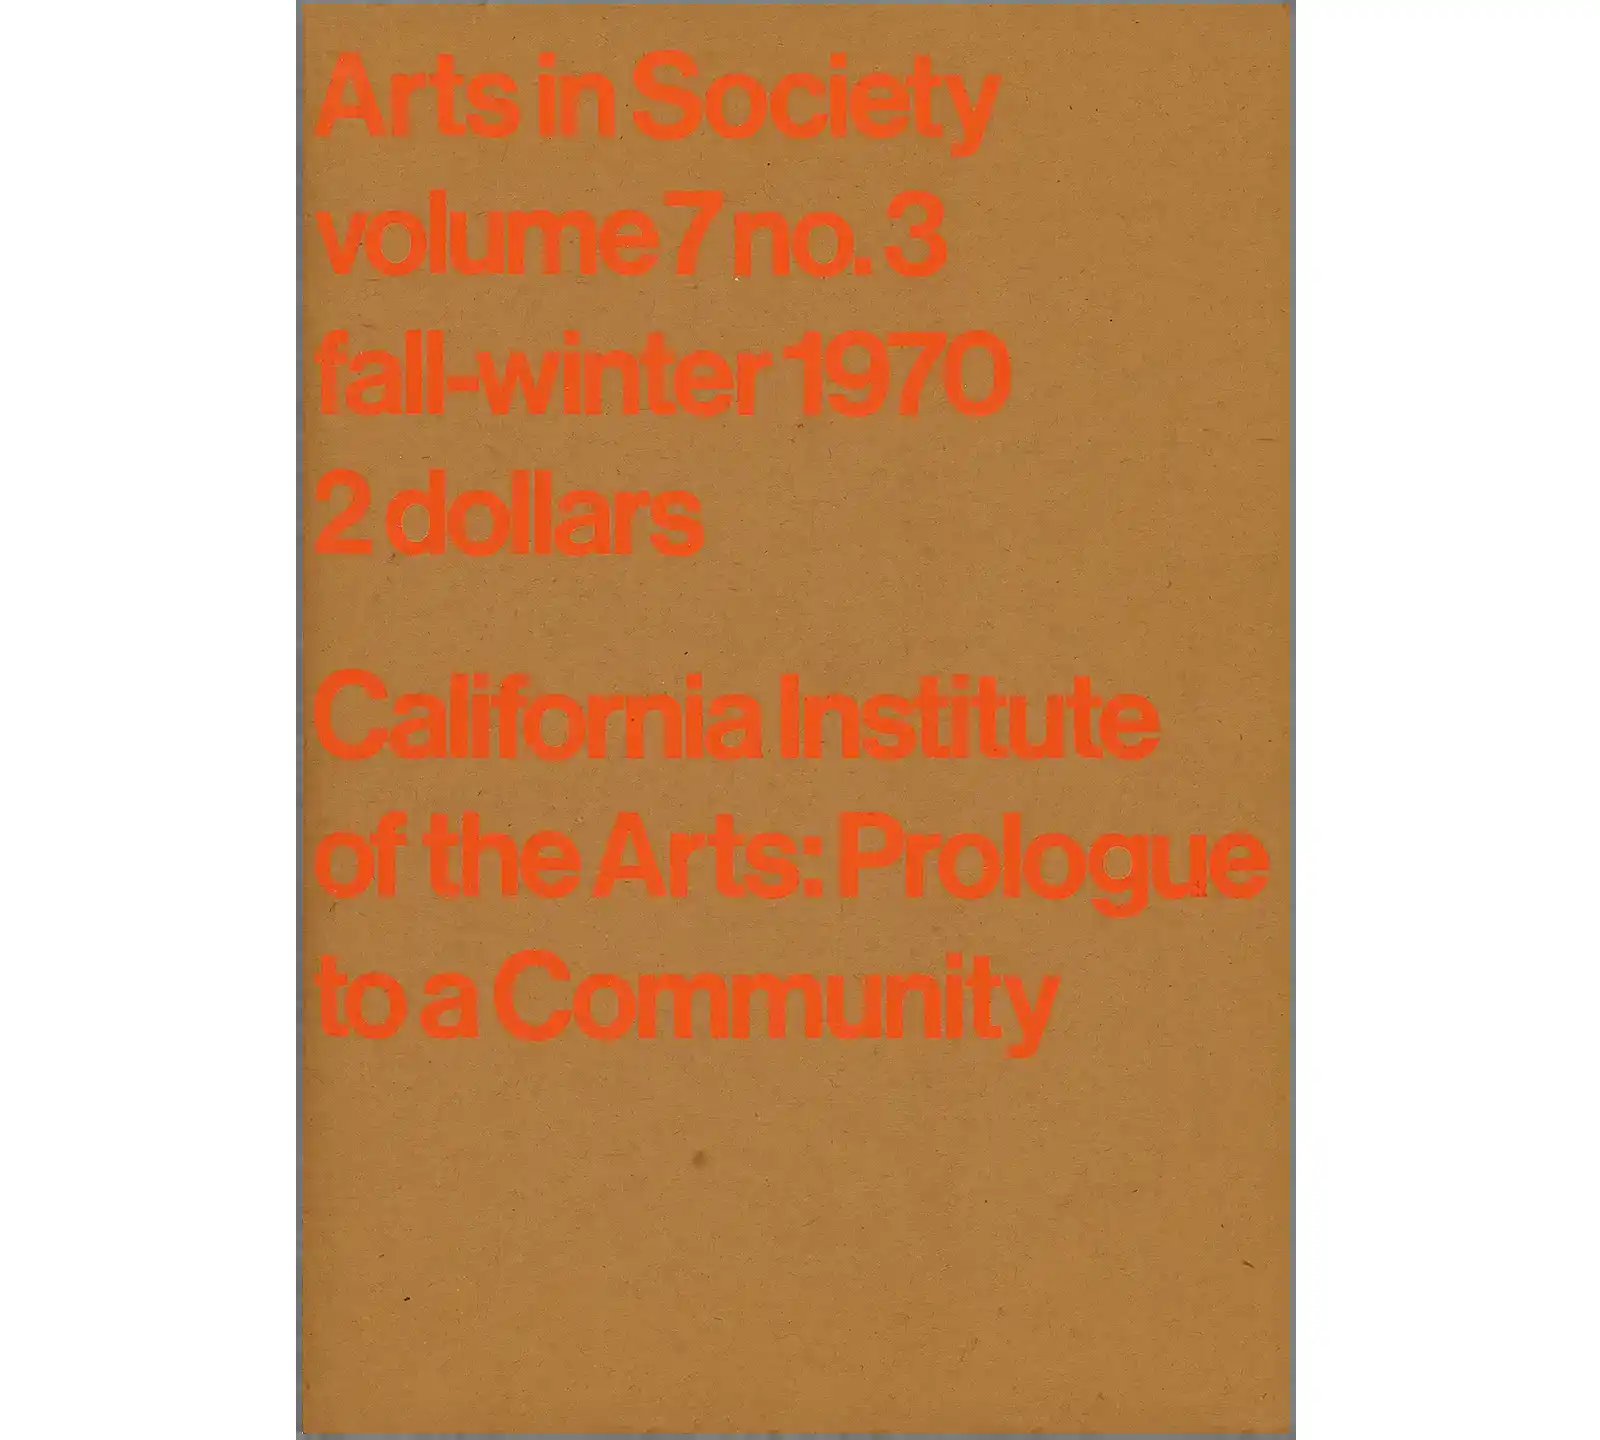 Arts in Society
volume 7 no. 3
fall-winter 1970
2 dollars
California Institute
of the Arts: Prologue
to a Community